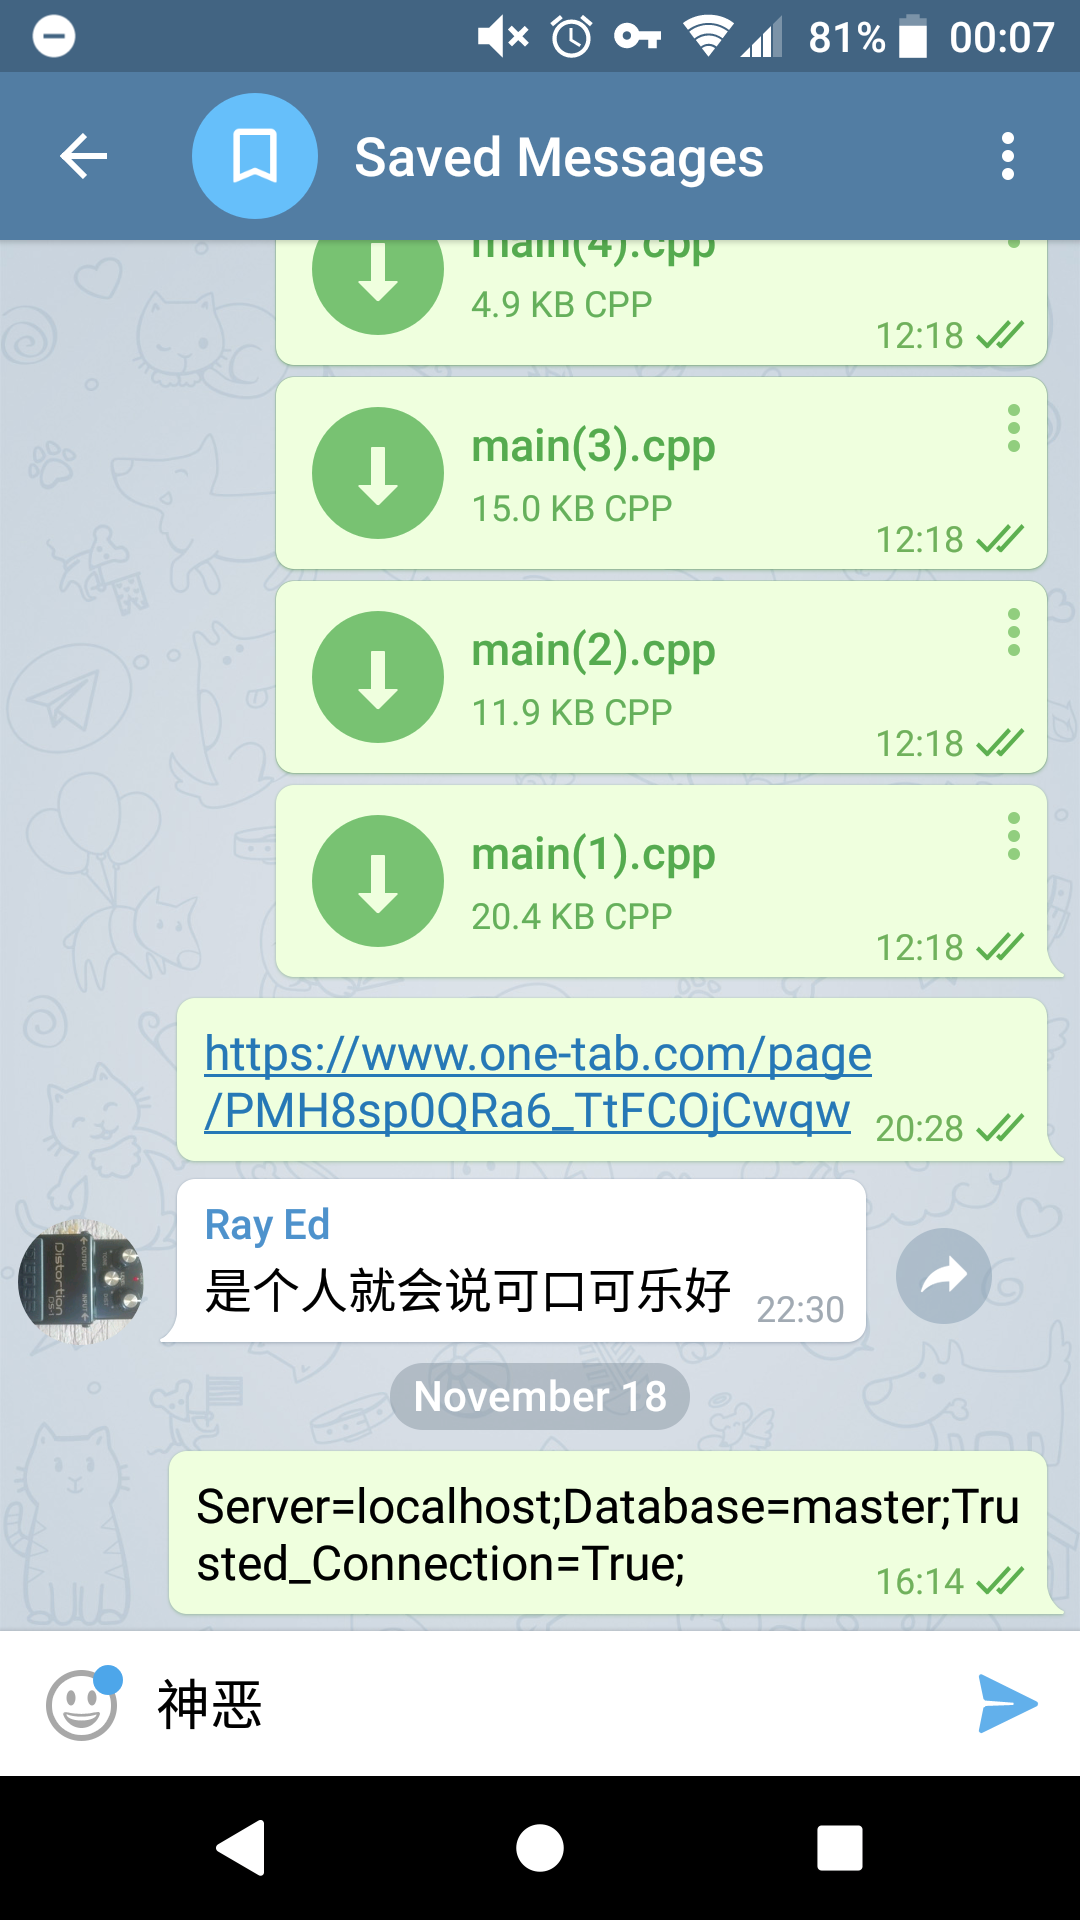 81% 00:07
Saved Messages
main(4).cpp
4.9 KB CPP
12:18
main(3).cpp
15.0 KB CPP
12:18
main(2).cpp
11.9 KB CPP
12:18
main(1).cpp
20.4 KB CPP
12:18
https://www.one-tab.com/page
/PMH8sp0QRa6_TtFCOjCwqw 20:28
Ray Ed
Distortion
是个人就会说可口可乐好 22:30
November 18
Server=localhost;Database=master;Tru
sted_Connection=True; 16:14
神恶